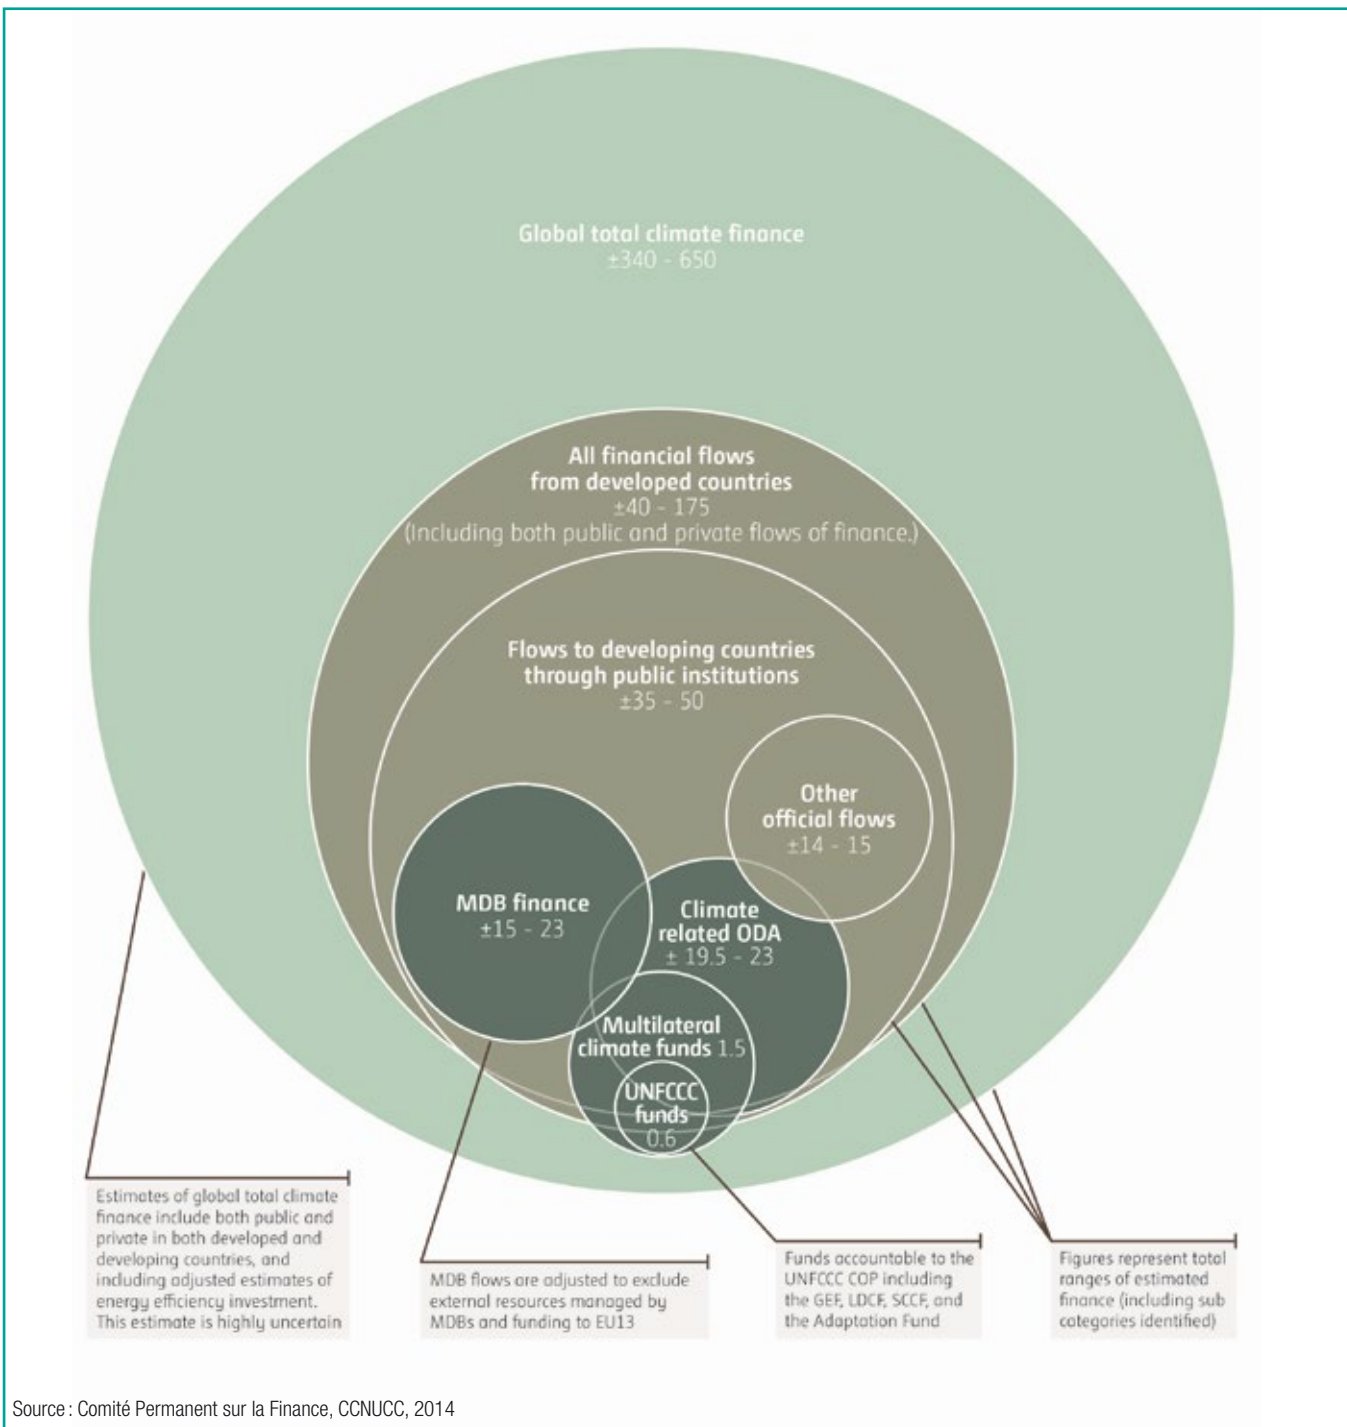 Global total climate finance
±340 - 650
All financial flows
from developed countries
±40 - 175
(Including both public and private flows of finance.)
Flows to developing countries
through public institutions
±35 - 50
Other
official flows
±14 - 15
MDB finance
±15 - 23
Climate
related ODA
± 19.5 - 23
Multilateral
climate funds 1.5
UNFCCC
funds
0.6
Estimates of global total climate
finance include both public and
private in both developed and
developing countries, and
including adjusted estimates of
energy efficiency investment.
This estimate is highly uncertain
MDB flows are adjusted to exclude
external resources managed by
MDBs and funding to EU13
Funds accountable to the
UNFCCC COP including
the GEF, LDCF, SCCF, and
the Adaptation Fund
Figures represent total
ranges of estimated
finance (including sub
categories identified)
Source : Comité Permanent sur la Finance, CCNUCC, 2014